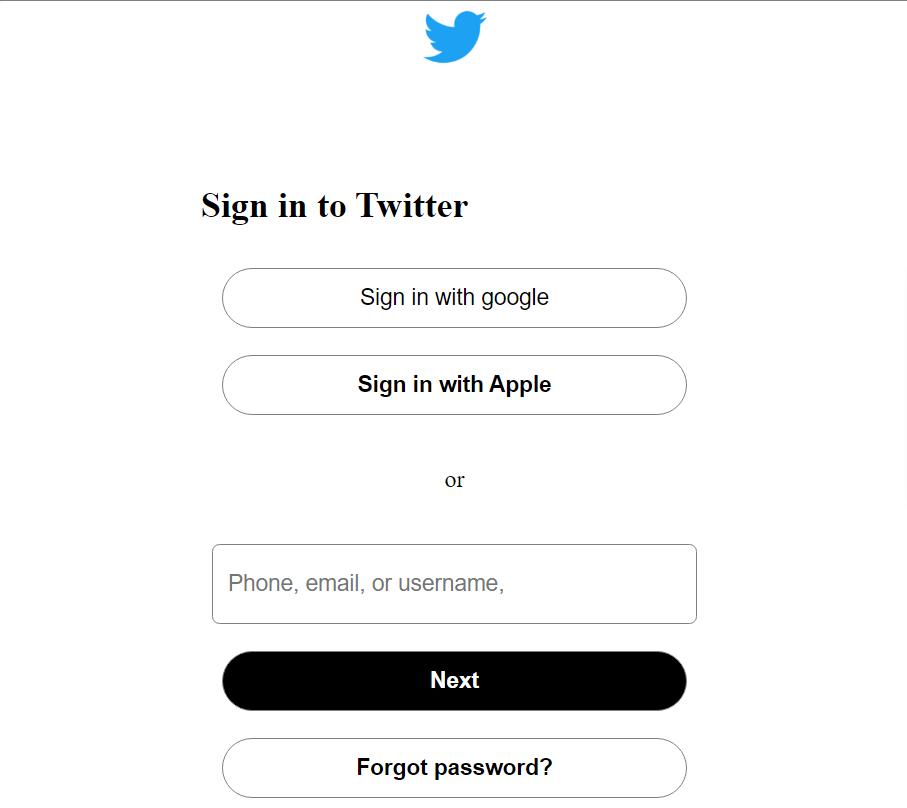 Sign in to Twitter
Sign in with google
Sign in with Apple
or
Phone, email, or username,
Next
Forgot password?